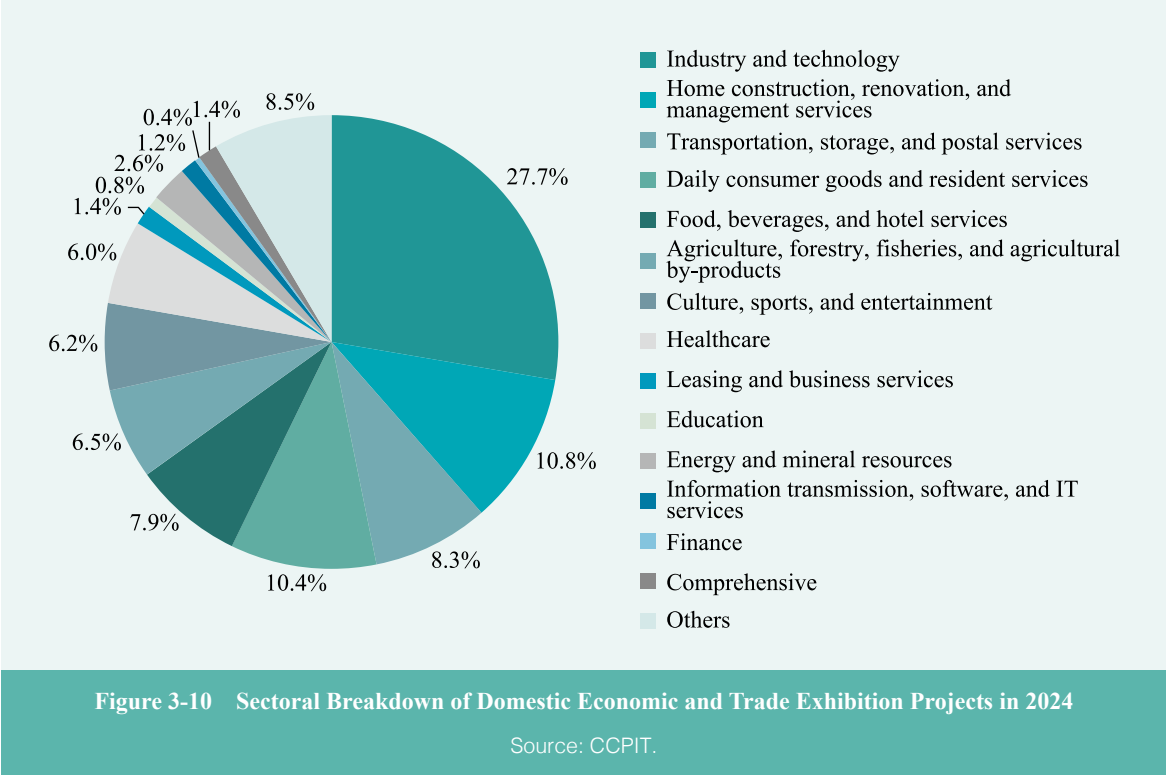 8.5%
1.4%
0.4%
1.2%
2.6%
0.8%
1.4%
6.0%
6.2%
6.5%
7.9%
10.4%
8.3%
10.8%
27.7%
Industry and technology
Home construction, renovation, and
management services
Transportation, storage, and postal services
Daily consumer goods and resident services
Food, beverages, and hotel services
Agriculture, forestry, fisheries, and agricultural
by-products
Culture, sports, and entertainment
Healthcare
Leasing and business services
Education
Energy and mineral resources
Information transmission, software, and IT
services
Finance
Comprehensive
Others
Figure 3-10 Sectoral Breakdown of Domestic Economic and Trade Exhibition Projects in 2024
Source: CCPIT.